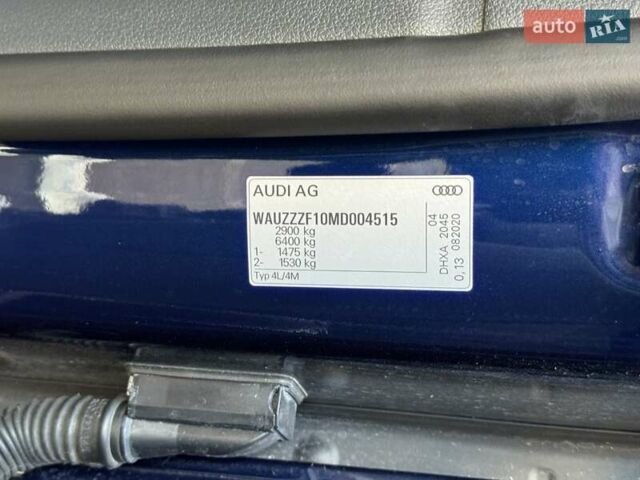 auto RIA
.com
AUDI AG
WAUZZZF10MD004515
2900 kg
6400 kg
1- 1475 kg
2- 1530 kg
Typ 4L/4M
04
DHXA 2045
0,13 082020